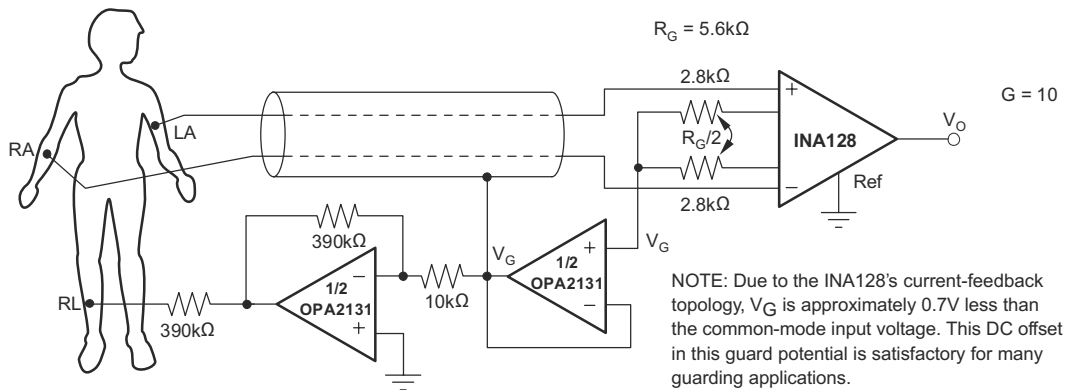 R_G = 5.6kΩ
2.8kΩ
G = 10
LA
RA
+
R_G/2
INA128
V_O
−
Ref
2.8kΩ
390kΩ
V_G
+
V_G
1/2
OPA2131
−
−
1/2
OPA2131
+
10kΩ
RL
390kΩ
NOTE: Due to the INA128's current-feedback
topology, V_G is approximately 0.7V less than
the common-mode input voltage. This DC offset
in this guard potential is satisfactory for many
guarding applications.